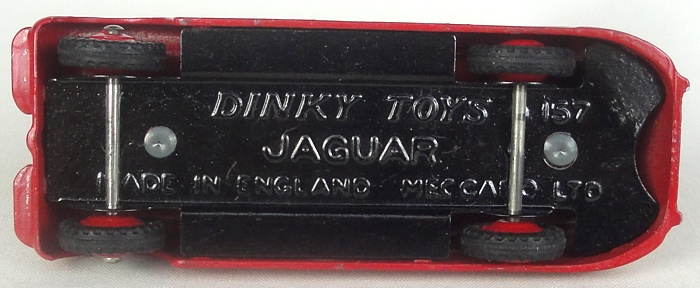 DINKY TOYS 157
JAGUAR
MADE IN ENGLAND MECCANO LTD